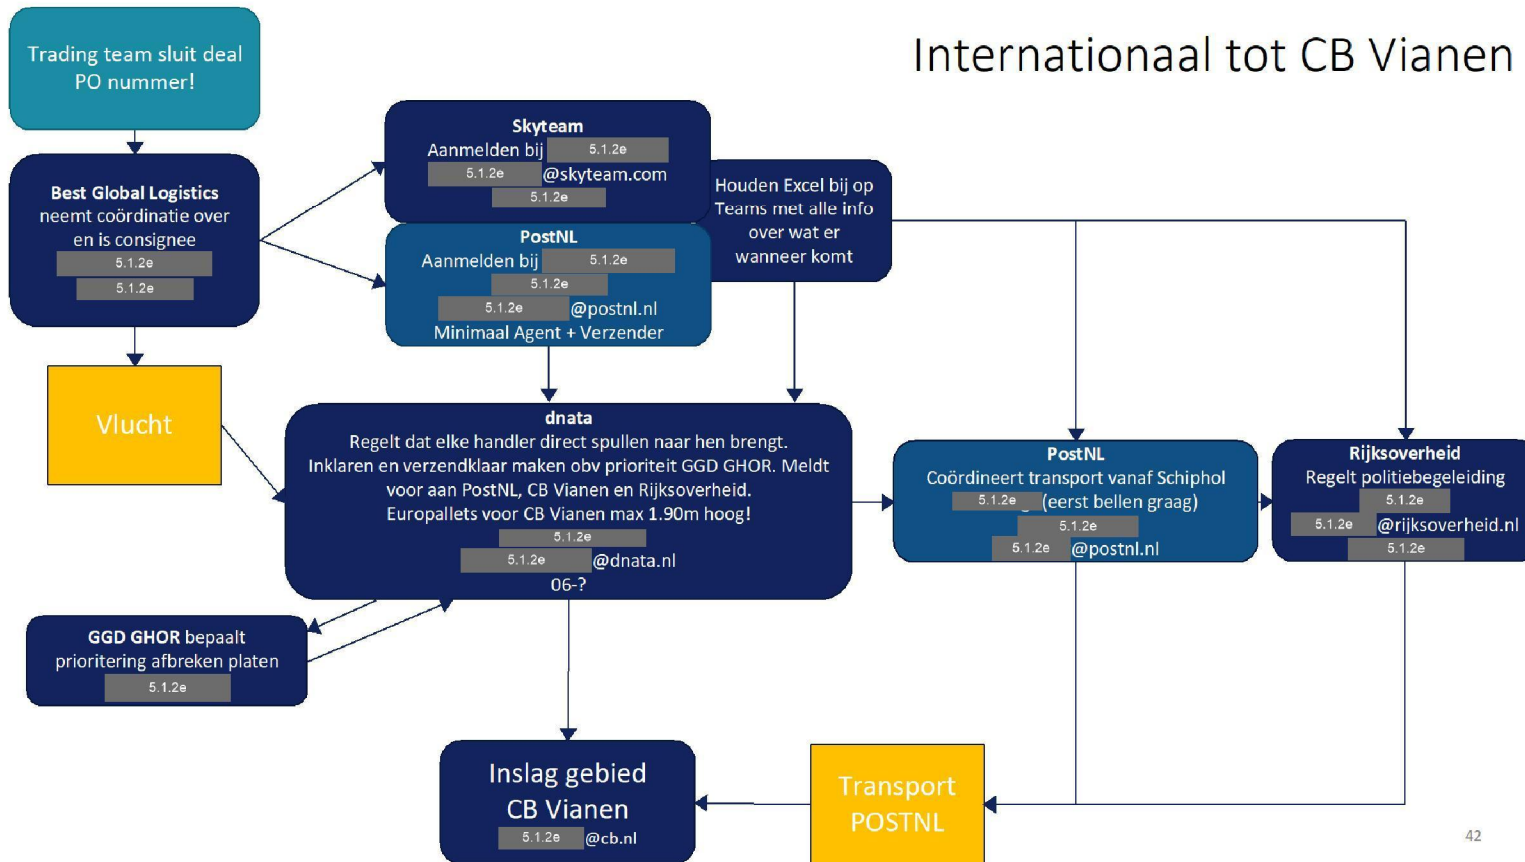 Internationaal tot CB Vianen
Trading team sluit deal
PO nummer!
Best Global Logistics
neemt coördinatie over
en is consignee
5.1.2e
5.1.2e
Skyteam
Aanmelden bij 5.1.2e
5.1.2e @skyteam.com
5.1.2e
PostNL
Aanmelden bij 5.1.2e
5.1.2e
5.1.2e @postnl.nl
Minimaal Agent + Verzender
Houden Excel bij op
Teams met alle info
over wat er
wanneer komt
Vlucht
dnata
Regelt dat elke handler direct spullen naar hen brengt.
Inklaren en verzendklaar maken obv prioriteit GGD GHOR. Meldt
voor aan PostNL, CB Vianen en Rijksoverheid.
Europallets voor CB Vianen max 1.90m hoog!
5.1.2e
5.1.2e @dnata.nl
06-?
PostNL
Coördineert transport vanaf Schiphol
5.1.2e (eerst bellen graag)
5.1.2e
5.1.2e @postnl.nl
Rijksoverheid
Regelt politiebegeleiding
5.1.2e
5.1.2e @rijksoverheid.nl
5.1.2e
GGD GHOR bepaalt
prioritering afbreken platen
5.1.2e
Inslag gebied
CB Vianen
5.1.2e @cb.nl
Transport
POSTNL
42